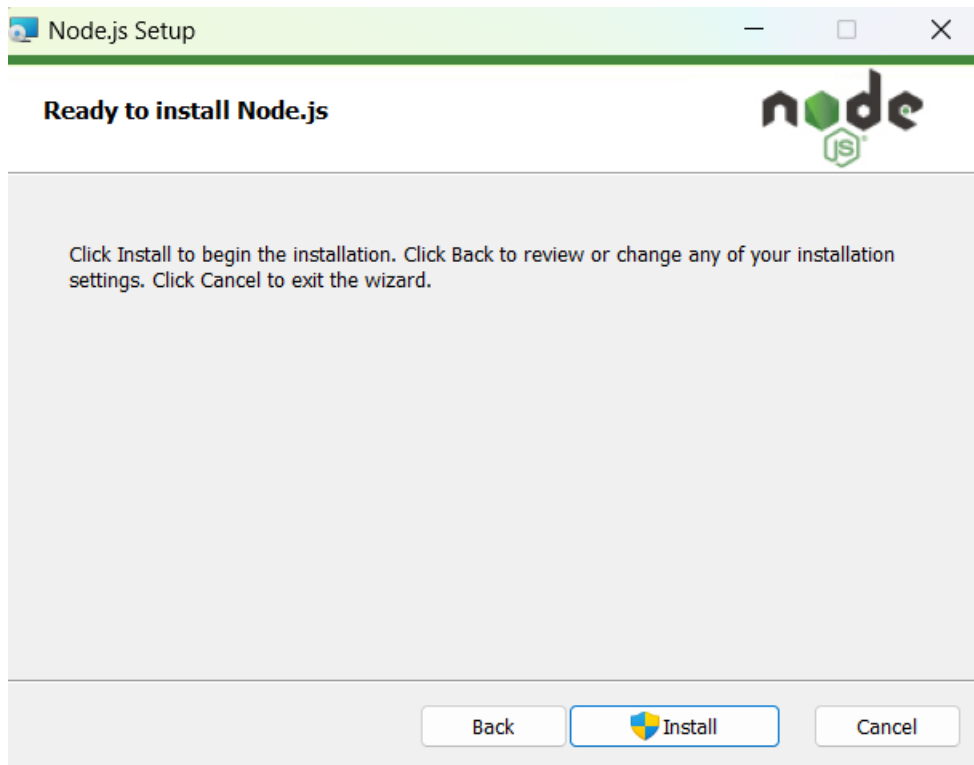 Node.js Setup
Ready to install Node.js
node
JS
Click Install to begin the installation. Click Back to review or change any of your installation
settings. Click Cancel to exit the wizard.
Back
Install
Cancel